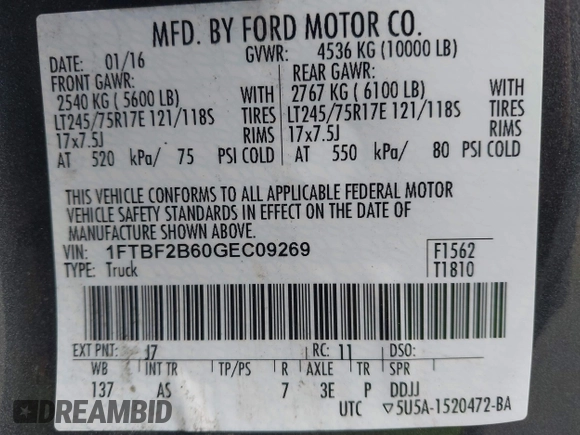 MFD. BY FORD MOTOR CO.
DATE: 01/16 GVWR: 4536 KG (10000 LB)
FRONT GAWR: REAR GAWR:
2540 KG ( 5600 LB) WITH 2767 KG ( 6100 LB) WITH
LT245/75R17E 121/118S TIRES LT245/75R17E 121/118S TIRES
17x7.5J RIMS 17x7.5J RIMS
AT 520 kPa/ 75 PSI COLD AT 550 kPa/ 80 PSI COLD
THIS VEHICLE CONFORMS TO ALL APPLICABLE FEDERAL MOTOR
VEHICLE SAFETY STANDARDS IN EFFECT ON THE DATE OF
MANUFACTURE SHOWN ABOVE.
VIN: 1FTBF2B60GEC09269 F1562
TYPE: Truck T1810
EXT PNT: J7 RC: 11 DSO:
WB INT TR TP/PS R AXLE TR SPR
137 AS 7 3E P DDJJ
UTC ▽5U5A-1520472-BA
EPICVIN.COM